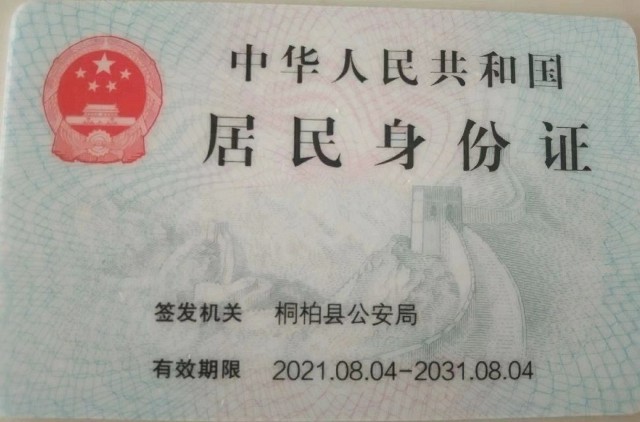 中华人民共和国
居民身份证
签发机关 桐柏县公安局
有效期限 2021.08.04-2031.08.04